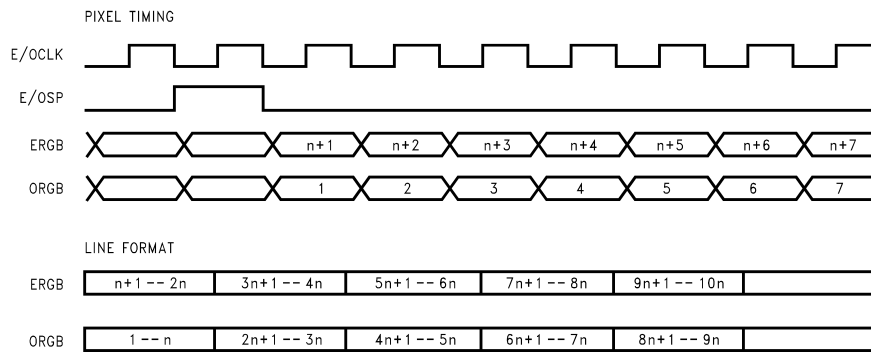 PIXEL TIMING
E/OCLK
E/OSP
ERGB n+1 n+2 n+3 n+4 n+5 n+6 n+7
ORGB 1 2 3 4 5 6 7
LINE FORMAT
ERGB n+1 -- 2n 3n+1 -- 4n 5n+1 -- 6n 7n+1 -- 8n 9n+1 -- 10n
ORGB 1 -- n 2n+1 -- 3n 4n+1 -- 5n 6n+1 -- 7n 8n+1 -- 9n